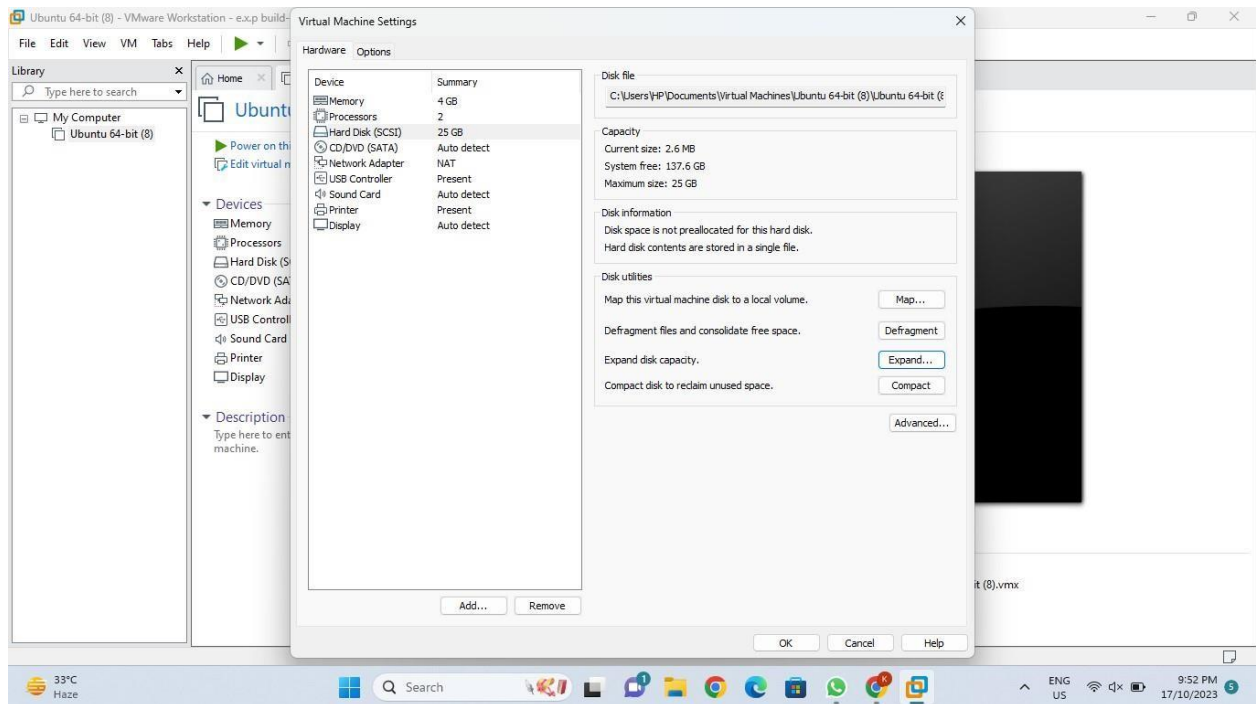 Ubuntu 64-bit (8) - VMware Workstation - e.x.p build-
File Edit View VM Tabs Help
Library
Type here to search
My Computer
Ubuntu 64-bit (8)
Home
Ubuntu
Power on thi
Edit virtual n
Devices
Memory
Processors
Hard Disk (S
CD/DVD (SA
Network Ada
USB Controll
Sound Card
Printer
Display
Description
Type here to ent
machine.
Virtual Machine Settings
Hardware Options
Device Summary
Memory 4 GB
Processors 2
Hard Disk (SCSI) 25 GB
CD/DVD (SATA) Auto detect
Network Adapter NAT
USB Controller Present
Sound Card Auto detect
Printer Present
Display Auto detect
Add... Remove
Disk file
C:\Users\HP\Documents\Virtual Machines\Ubuntu 64-bit (8)\Ubuntu 64-bit (8
Capacity
Current size: 2.6 MB
System free: 137.6 GB
Maximum size: 25 GB
Disk information
Disk space is not preallocated for this hard disk.
Hard disk contents are stored in a single file.
Disk utilities
Map this virtual machine disk to a local volume. Map...
Defragment files and consolidate free space. Defragment
Expand disk capacity. Expand...
Compact disk to reclaim unused space. Compact
Advanced...
OK Cancel Help
it (8).vmx
33°C
Haze
Search
1
K
ENG
US
9:52 PM
17/10/2023
5